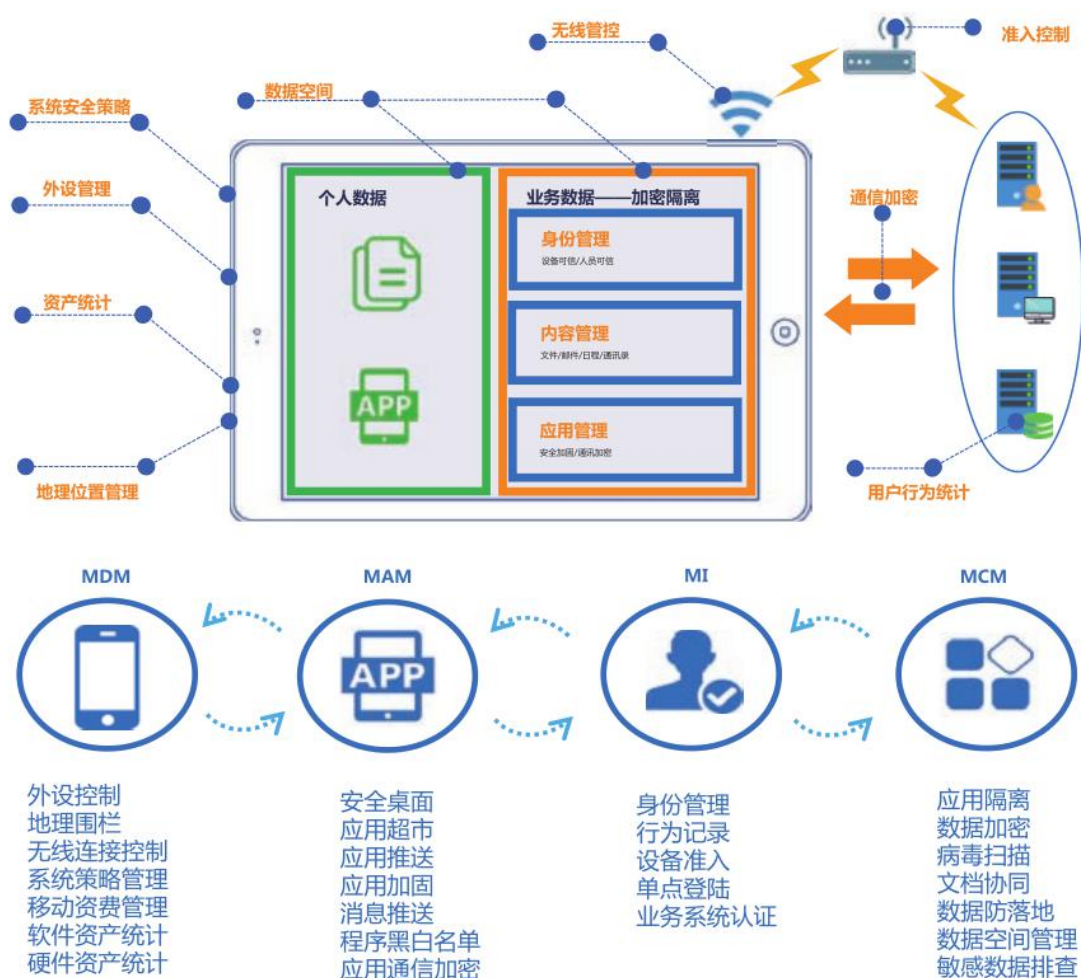 无线管控
准入控制
数据空间
系统安全策略
外设管理
个人数据
业务数据——加密隔离
通信加密
身份管理
设备可信/人员可信
资产统计
内容管理
文件/邮件/日程/通讯录
APP
应用管理
安全加固/通讯加密
地理位置管理
用户行为统计
MDM
MAM
MI
MCM
APP
外设控制
地理围栏
无线连接控制
系统策略管理
移动资费管理
软件资产统计
硬件资产统计
安全桌面
应用超市
应用推送
应用加固
消息推送
程序黑白名单
应用通信加密
身份管理
行为记录
设备准入
单点登陆
业务系统认证
应用隔离
数据加密
病毒扫描
文档协同
数据防落地
数据空间管理
敏感数据排查